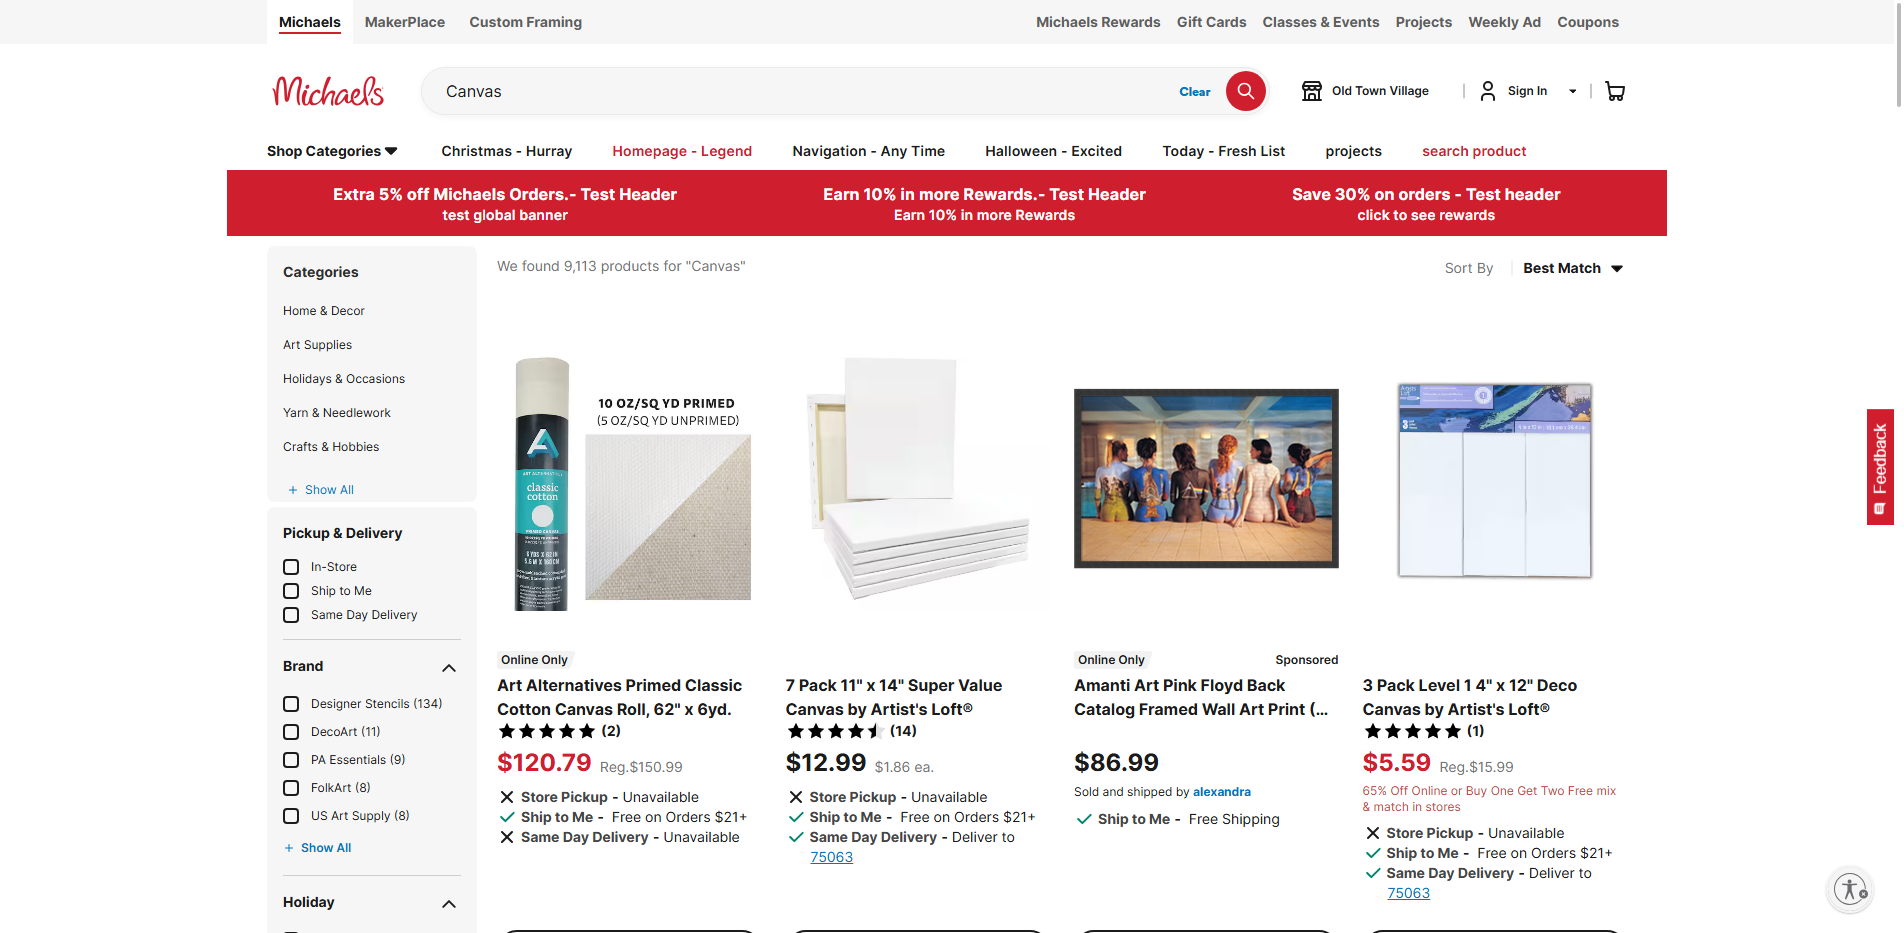 Michaels
MakerPlace
Custom Framing
Michaels Rewards
Gift Cards
Classes & Events
Projects
Weekly Ad
Coupons
Michaels
Canvas
Clear
Old Town Village
Sign In
Shop Categories
Christmas - Hurray
Homepage - Legend
Navigation - Any Time
Halloween - Excited
Today - Fresh List
projects
search product
Extra 5% off Michaels Orders.- Test Header
test global banner
Earn 10% in more Rewards.- Test Header
Earn 10% in more Rewards
Save 30% on orders - Test header
click to see rewards
Categories
Home & Decor
Art Supplies
Holidays & Occasions
Yarn & Needlework
Crafts & Hobbies
+ Show All
Pickup & Delivery
In-Store
Ship to Me
Same Day Delivery
Brand
Designer Stencils (134)
DecoArt (11)
PA Essentials (9)
FolkArt (8)
US Art Supply (8)
+ Show All
Holiday
We found 9,113 products for "Canvas"
Sort By
Best Match
10 OZ/SQ YD PRIMED
(5 OZ/SQ YD UNPRIMED)
classic
cotton
Online Only
Art Alternatives Primed Classic
Cotton Canvas Roll, 62" x 6yd.
(2)
$120.79 Reg.$150.99
Store Pickup - Unavailable
Ship to Me - Free on Orders $21+
Same Day Delivery - Unavailable
7 Pack 11" x 14" Super Value
Canvas by Artist's Loft®
(14)
$12.99 $1.86 ea.
Store Pickup - Unavailable
Ship to Me - Free on Orders $21+
Same Day Delivery - Deliver to
75063
Online Only
Sponsored
Amanti Art Pink Floyd Back
Catalog Framed Wall Art Print (...
$86.99
Sold and shipped by alexandra
Ship to Me - Free Shipping
3 Pack Level 1 4" x 12" Deco
Canvas by Artist's Loft®
(1)
$5.59 Reg.$15.99
65% Off Online or Buy One Get Two Free mix
& match in stores
Store Pickup - Unavailable
Ship to Me - Free on Orders $21+
Same Day Delivery - Deliver to
75063
Feedback